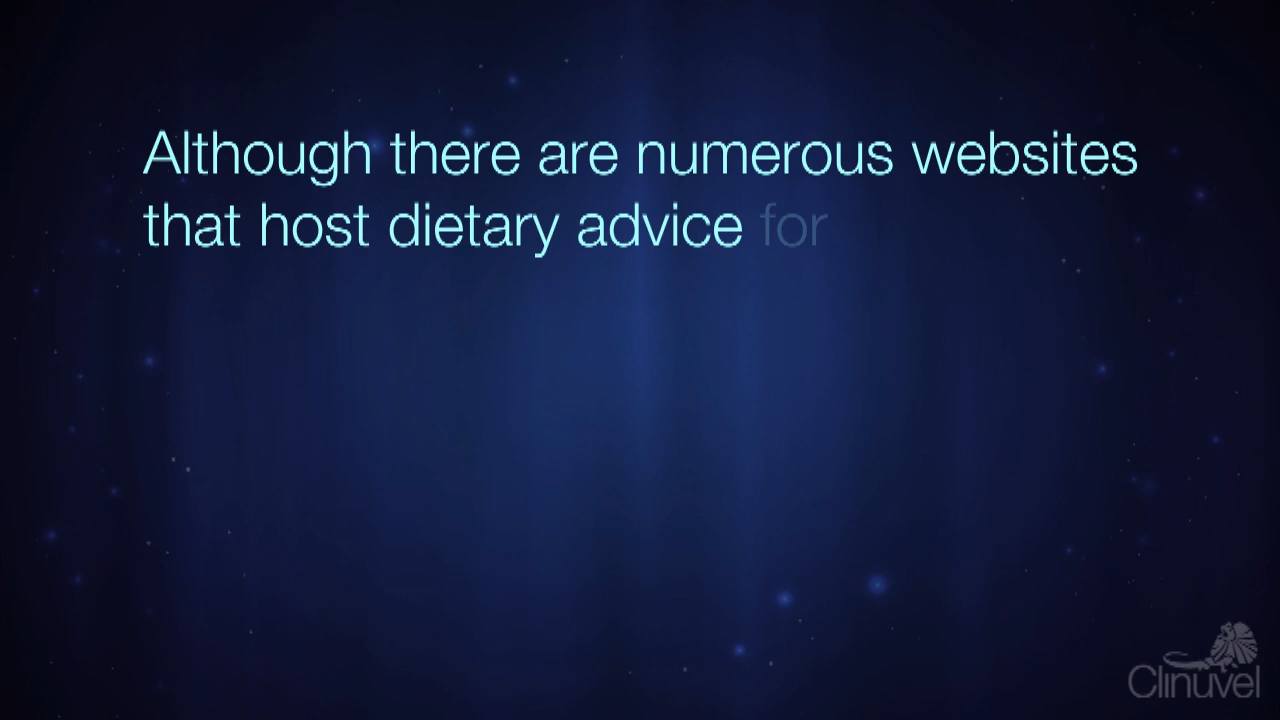 Although there are numerous websites
that host dietary advice for
Clinuvel